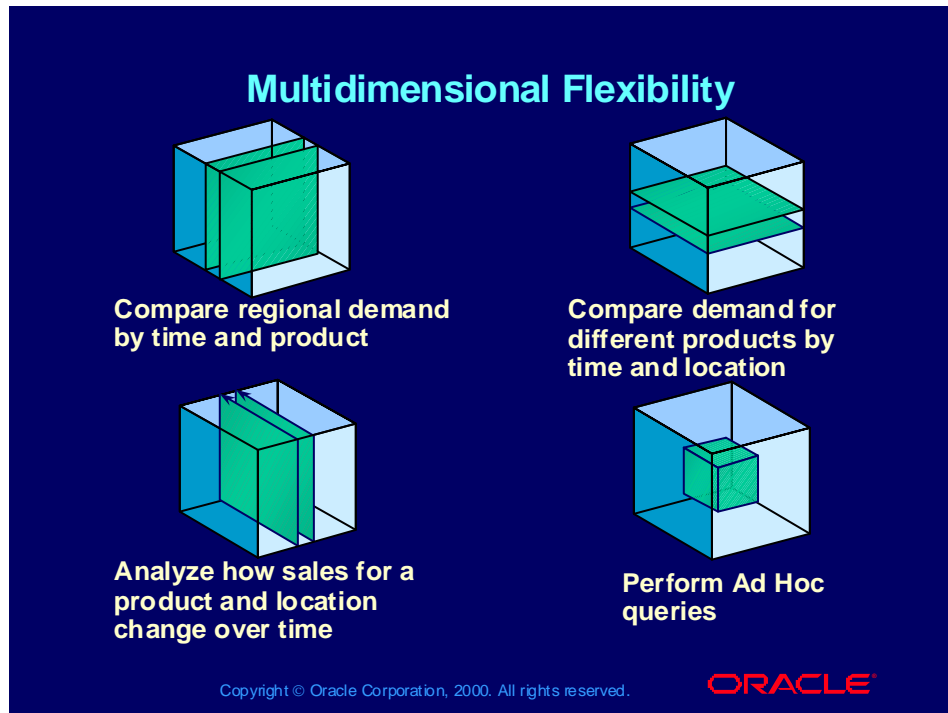 Multidimensional Flexibility
Compare regional demand
by time and product
Compare demand for
different products by
time and location
Analyze how sales for a
product and location
change over time
Perform Ad Hoc
queries
Copyright © Oracle Corporation, 2000. All rights reserved.
ORACLE